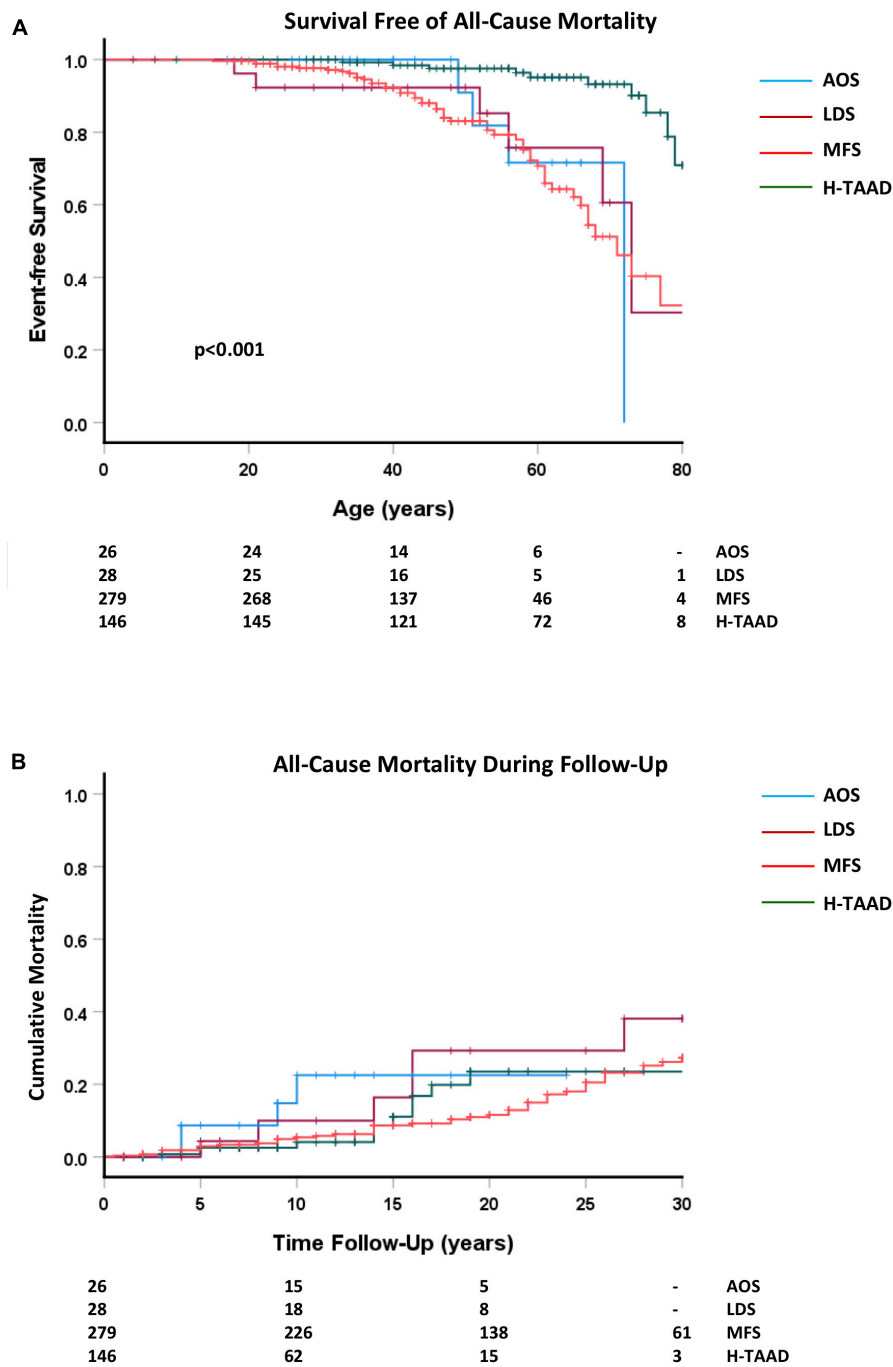 A
Survival Free of All-Cause Mortality
1.0
0.8
0.6
0.4
0.2
0.0
Event-free Survival
p<0.001
AOS
LDS
MFS
H-TAAD
0 20 40 60 80
Age (years)
26 24 14 6 - AOS
28 25 16 5 1 LDS
279 268 137 46 4 MFS
146 145 121 72 8 H-TAAD
B
All-Cause Mortality During Follow-Up
1.0
0.8
0.6
0.4
0.2
0.0
Cumulative Mortality
AOS
LDS
MFS
H-TAAD
0 5 10 15 20 25 30
Time Follow-Up (years)
26 15 5 - AOS
28 18 8 - LDS
279 226 138 61 MFS
146 62 15 3 H-TAAD